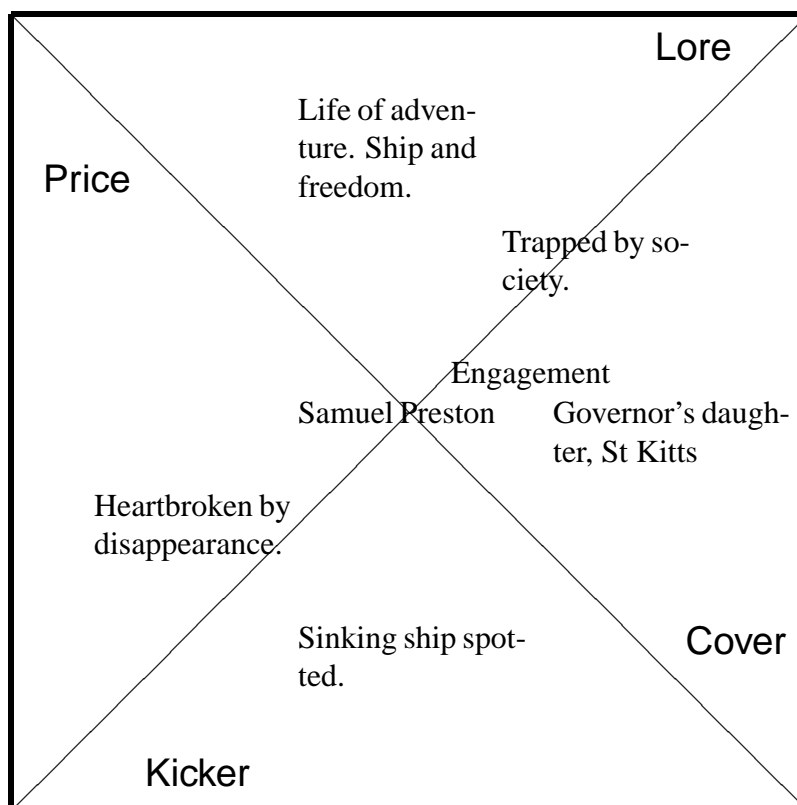 Lore
Life of adven-
ture. Ship and
freedom.
Price
Trapped by so-
ciety.
Engagement
Samuel Preston
Governor’s daugh-
ter, St Kitts
Heartbroken by
disappearance.
Sinking ship spot-
ted.
Cover
Kicker